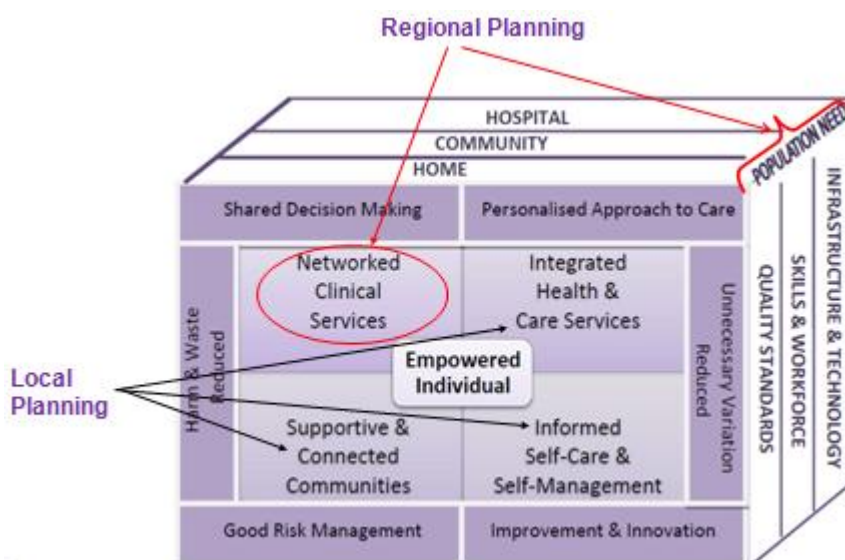 Regional Planning
HOSPITAL
COMMUNITY
HOME
POPULATION NEED
Shared Decision Making
Personalised Approach to Care
Networked
Clinical
Services
Integrated
Health &
Care Services
Harm & Waste
Reduced
Empowered
Individual
Unnecessary Variation
Reduced
QUALITY STANDARDS
SKILLS & WORKFORCE
INFRASTRUCTURE & TECHNOLOGY
Local
Planning
Supportive &
Connected
Communities
Informed
Self-Care &
Self-Management
Good Risk Management
Improvement & Innovation